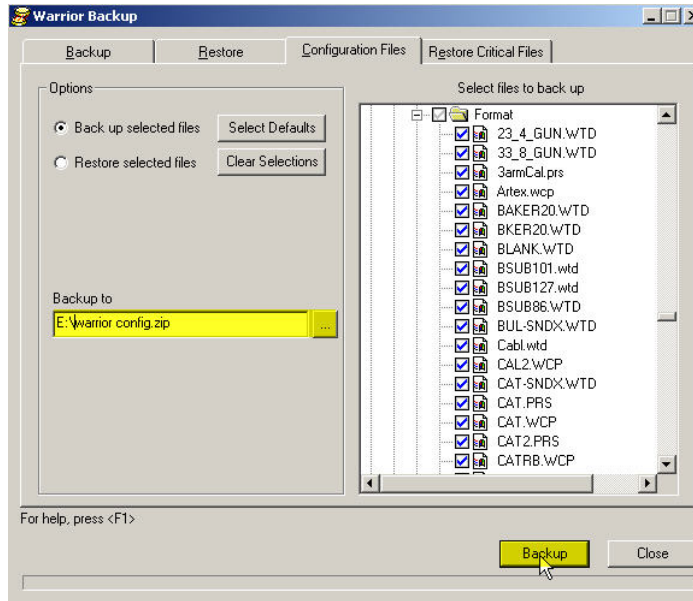 Warrior Backup
Backup
Restore
Configuration Files
Restore Critical Files
Options
Back up selected files
Select Defaults
Restore selected files
Clear Selections
Backup to
E:\warrior config.zip
...
Select files to back up
Format
23_4_GUN.WTD
33_8_GUN.WTD
3armCal.prs
Artex.wcp
BAKER20.WTD
BKER20.WTD
BLANK.WTD
BSUB101.wtd
BSUB127.wtd
BSUB86.WTD
BUL-SNDX.WTD
Cabl.wtd
CAL2.WCP
CAT-SNDX.WTD
CAT.PRS
CAT.WCP
CAT2.PRS
CATRB.WCP
For help, press <F1>
Backup
Close